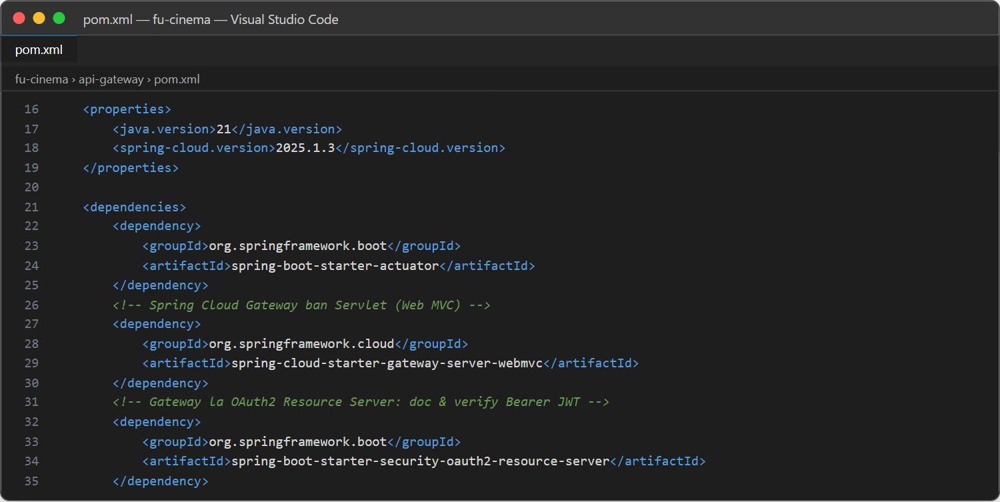 pom.xml — fu-cinema — Visual Studio Code
pom.xml
fu-cinema › api-gateway › pom.xml
16    <properties>
17        <java.version>21</java.version>
18        <spring-cloud.version>2025.1.3</spring-cloud.version>
19    </properties>
20
21    <dependencies>
22        <dependency>
23            <groupId>org.springframework.boot</groupId>
24            <artifactId>spring-boot-starter-actuator</artifactId>
25        </dependency>
26        <!-- Spring Cloud Gateway ban Servlet (Web MVC) -->
27        <dependency>
28            <groupId>org.springframework.cloud</groupId>
29            <artifactId>spring-cloud-starter-gateway-server-webmvc</artifactId>
30        </dependency>
31        <!-- Gateway la OAuth2 Resource Server: doc & verify Bearer JWT -->
32        <dependency>
33            <groupId>org.springframework.boot</groupId>
34            <artifactId>spring-boot-starter-security-oauth2-resource-server</artifactId>
35        </dependency>